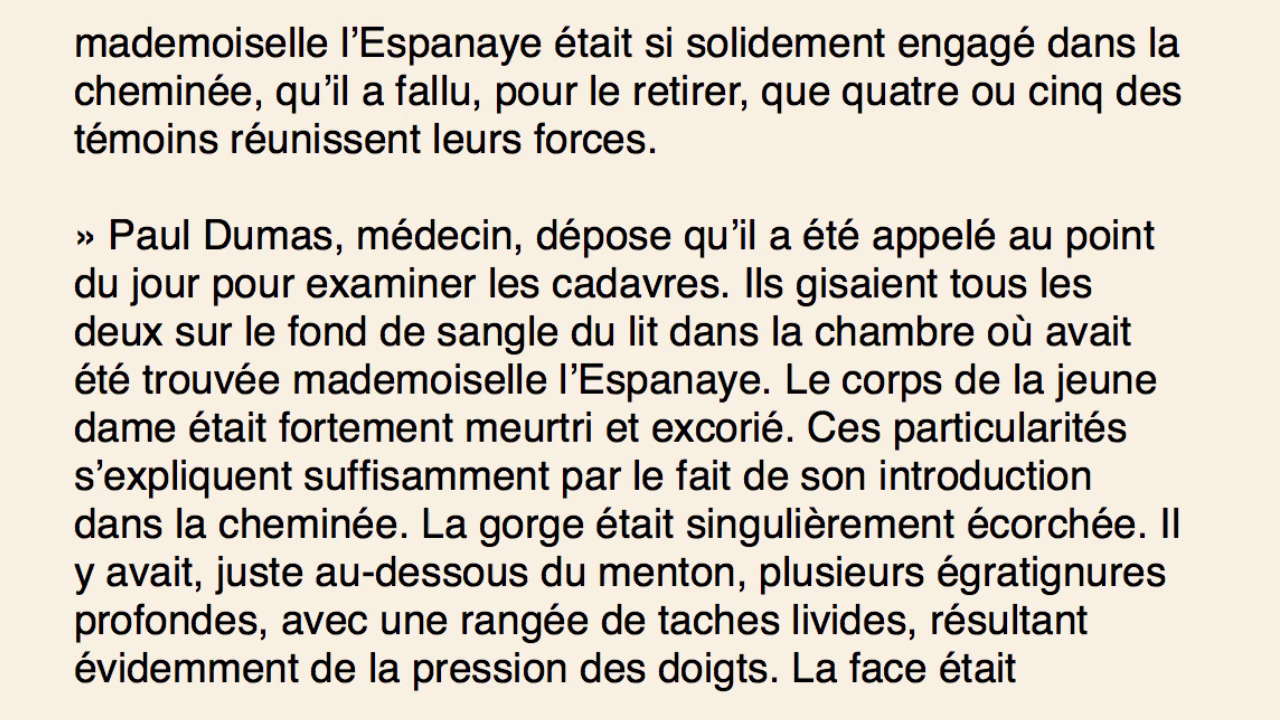 mademoiselle l’Espanaye était si solidement engagé dans la
cheminée, qu’il a fallu, pour le retirer, que quatre ou cinq des
témoins réunissent leurs forces.
» Paul Dumas, médecin, dépose qu’il a été appelé au point
du jour pour examiner les cadavres. Ils gisaient tous les
deux sur le fond de sangle du lit dans la chambre où avait
été trouvée mademoiselle l’Espanaye. Le corps de la jeune
dame était fortement meurtri et excorié. Ces particularités
s’expliquent suffisamment par le fait de son introduction
dans la cheminée. La gorge était singulièrement écorchée. Il
y avait, juste au-dessous du menton, plusieurs égratignures
profondes, avec une rangée de taches livides, résultant
évidemment de la pression des doigts. La face était